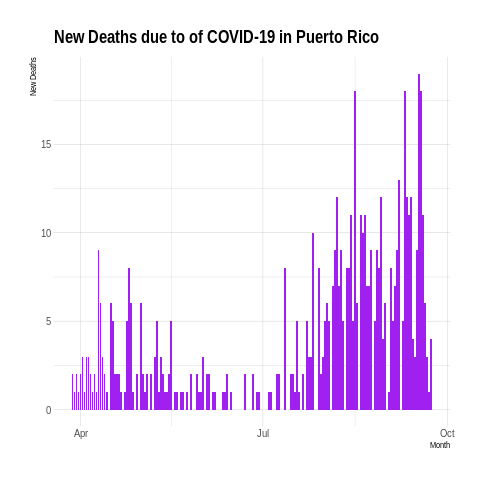 New Deaths due to of COVID-19 in Puerto Rico
New Deaths
15
10
5
0
Apr
Jul
Oct
Month